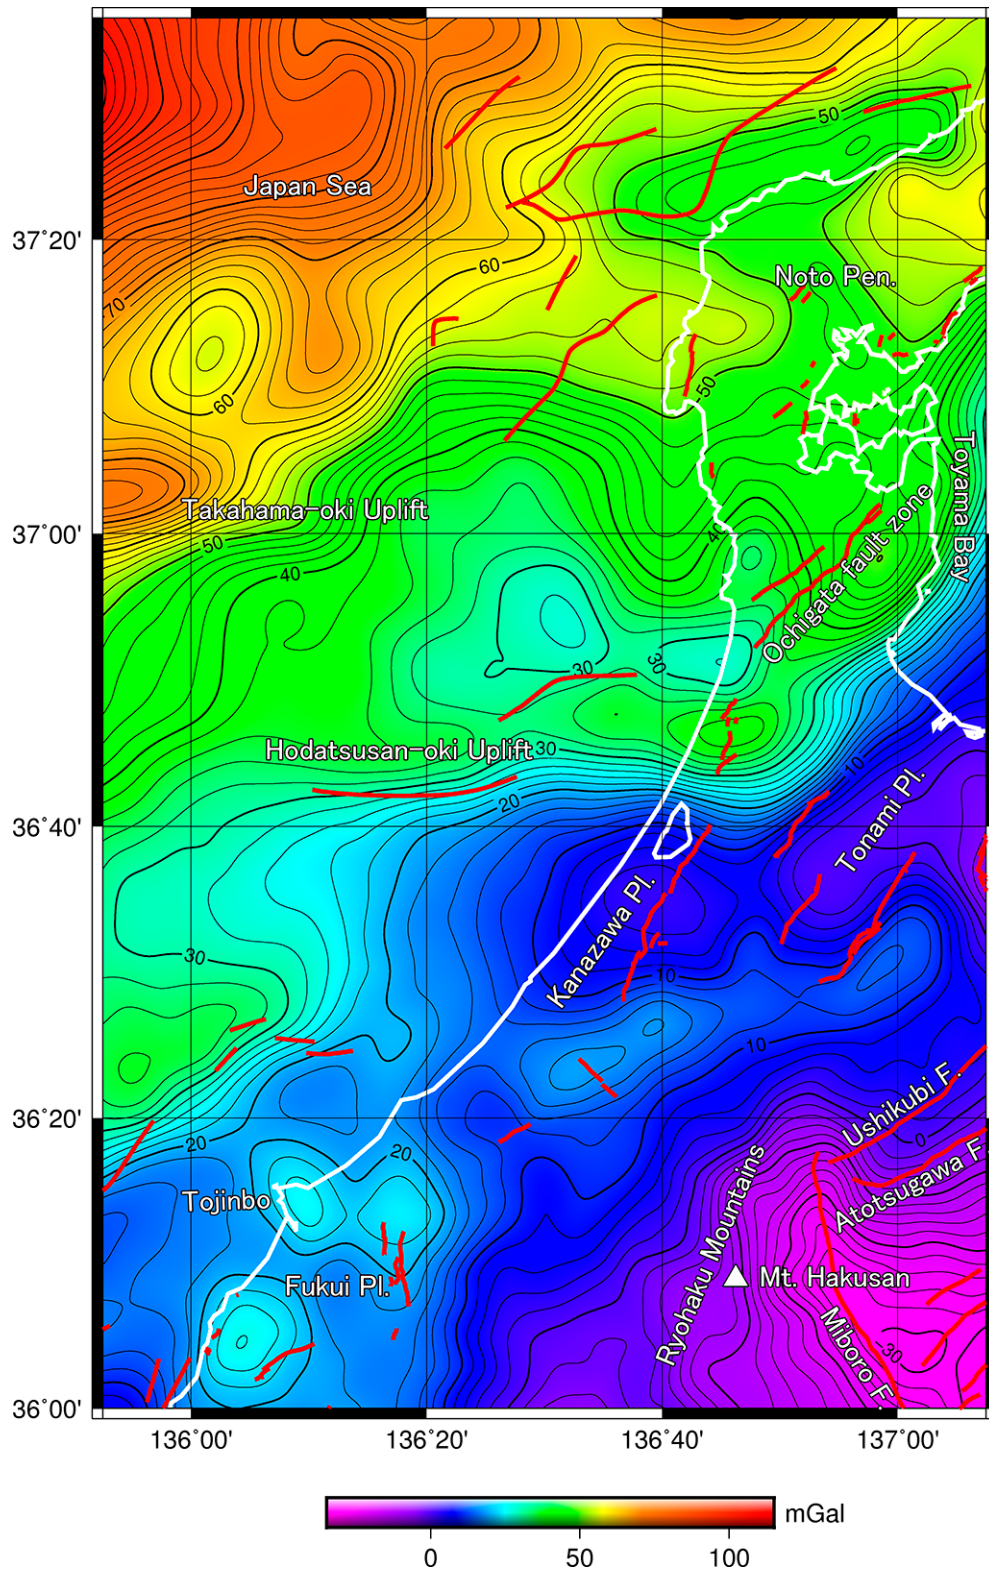 50
Japan Sea
37°20'
60
Noto Pen.
70
50
60
Toyama Bay
Takahama-oki Uplift
37°00'
50
40
40
Ochigata fault zone
30
30
Hodatsusan-oki Uplift
30
10
20
Tonami Pl.
36°40'
Kanazawa Pl.
30
10
10
Ushikubi F.
36°20'
20
20
0
Atotsugawa F.
Tojinbo
Ryohaku Mountains
Mt. Hakusan
Fukui Pl.
Miboro F.
-30
36°00'
136°00'
136°20'
136°40'
137°00'
mGal
0
50
100